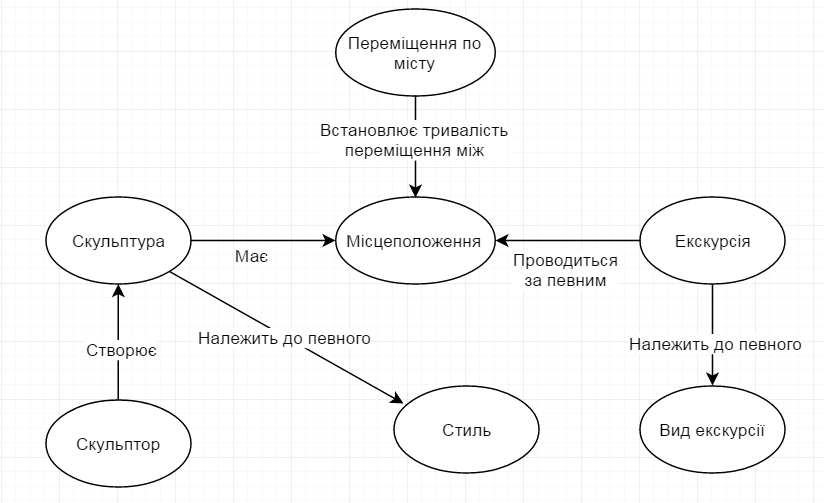 Переміщення по
місту
Встановлює тривалість
переміщення між
Скульптура
Має
Місцеположення
Проводиться
за певним
Екскурсія
Належить до певного
Належить до певного
Створює
Скульптор
Стиль
Вид екскурсії